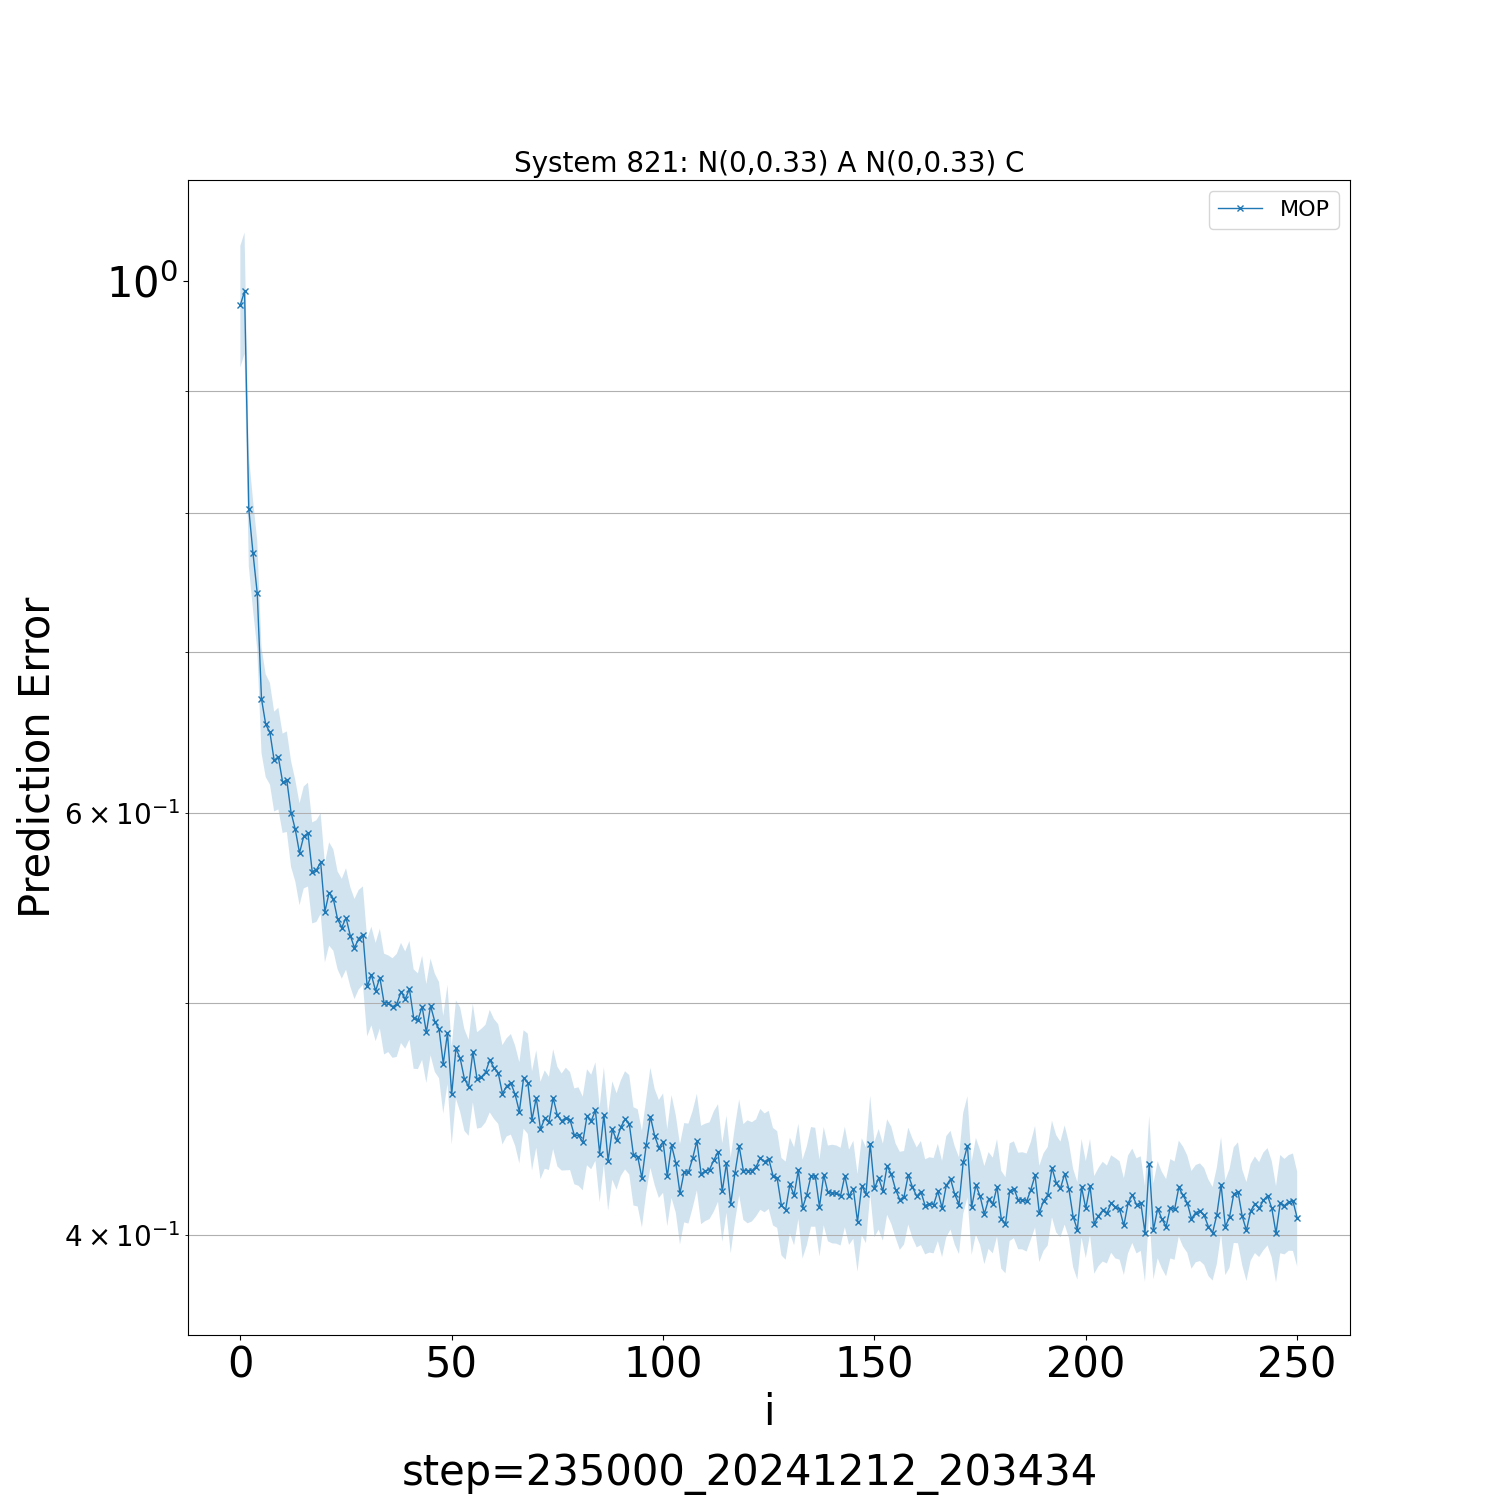 System 821: N(0,0.33) A N(0,0.33) C
MOP
10⁰
6 × 10⁻¹
4 × 10⁻¹
Prediction Error
0 50 100 150 200 250
i
step=235000_20241212_203434